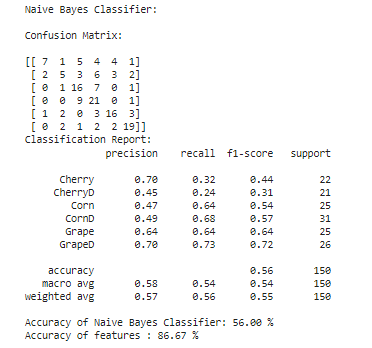 Naive Bayes Classifier:
Confusion Matrix:
[[ 7 1 5 4 4 1]
[ 2 5 3 6 3 2]
[ 0 1 16 7 0 1]
[ 0 0 9 21 0 1]
[ 1 2 0 3 16 3]
[ 0 2 1 2 2 19]]
Classification Report:
precision recall f1-score support
Cherry 0.70 0.32 0.44 22
CherryD 0.45 0.24 0.31 21
Corn 0.47 0.64 0.54 25
CornD 0.49 0.68 0.57 31
Grape 0.64 0.64 0.64 25
GrapeD 0.70 0.73 0.72 26
accuracy 0.56 150
macro avg 0.58 0.54 0.54 150
weighted avg 0.57 0.56 0.55 150
Accuracy of Naive Bayes Classifier: 56.00 %
Accuracy of features : 86.67 %